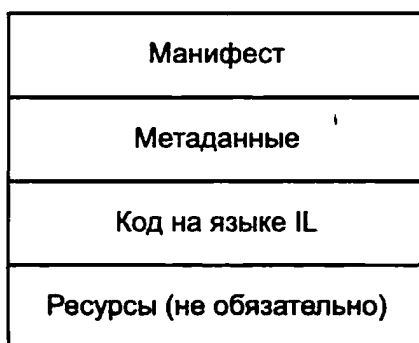 Манифест
Метаданные
Код на языке IL
Ресурсы (не обязательно)